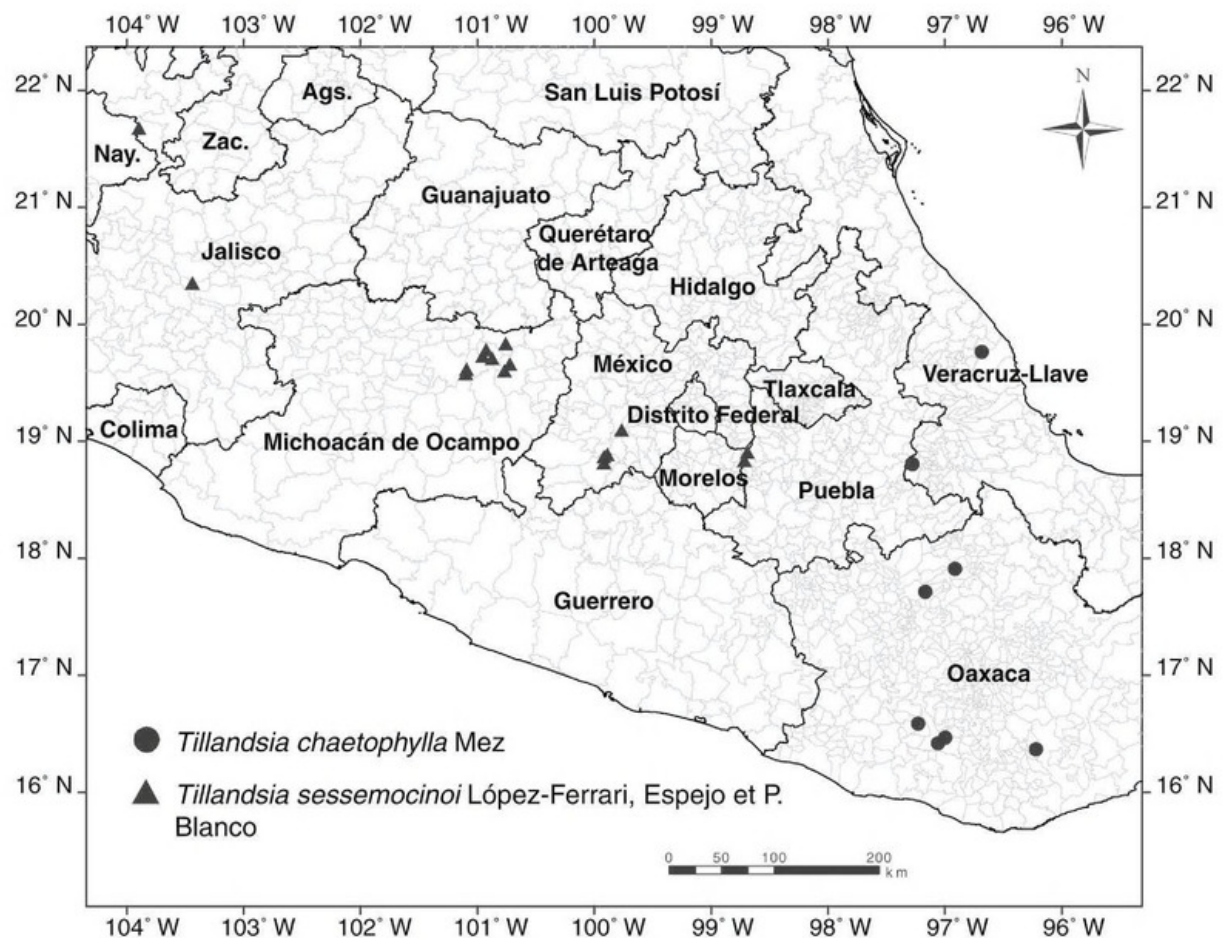 104° W 103° W 102° W 101° W 100° W 99° W 98° W 97° W 96° W
22° N
22° N
N
Ags.
San Luis Potosí
Nay.
Zac.
21° N
21° N
Guanajuato
Querétaro
de Arteaga
Jalisco
Hidalgo
20° N
20° N
México
Veracruz-Llave
Tlaxcala
Distrito Federal
19° N
19° N
Colima
Michoacán de Ocampo
Morelos
Puebla
18° N
18° N
Guerrero
17° N
17° N
Oaxaca
Tillandsia chaetophylla Mez
16° N
16° N
Tillandsia sessemocinoi López-Ferrari, Espejo et P.
Blanco
0 50 100 200
km
104° W 103° W 102° W 101° W 100° W 99° W 98° W 97° W 96° W